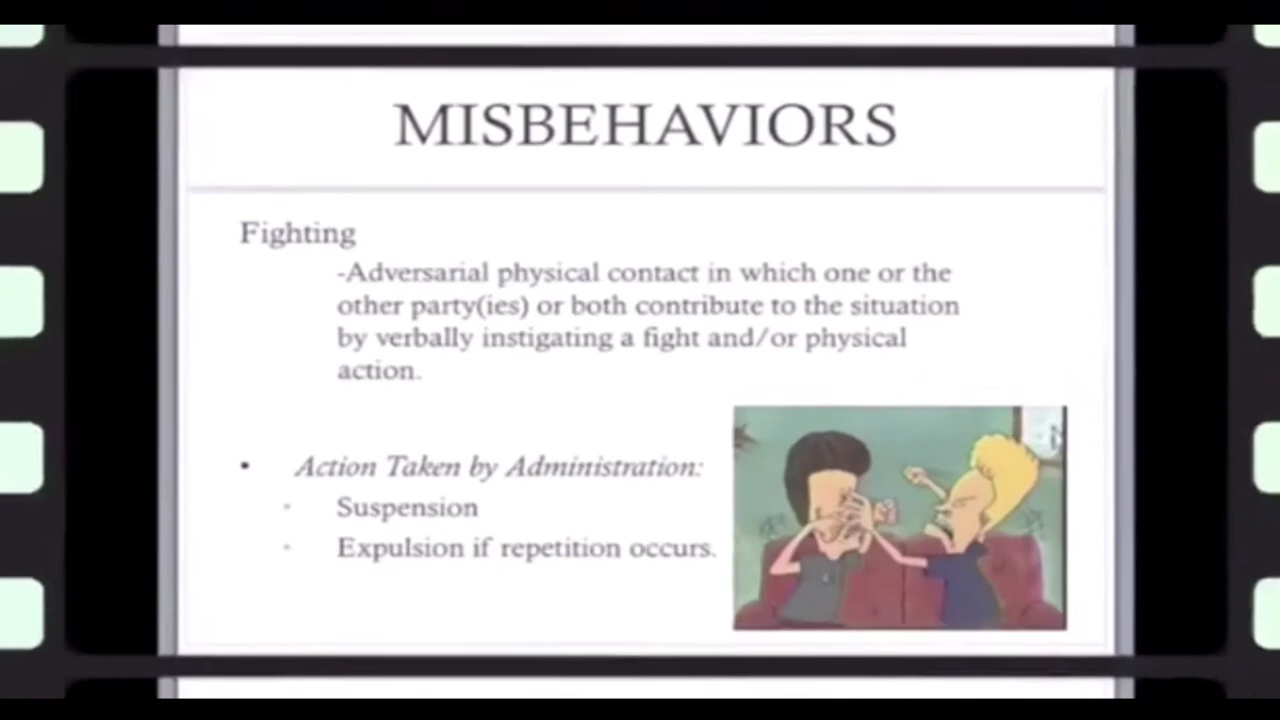 MISBEHAVIORS
Fighting
-Adversarial physical contact in which one or the
other party(ies) or both contribute to the situation
by verbally instigating a fight and/or physical
action.
• Action Taken by Administration:
• Suspension
• Expulsion if repetition occurs.